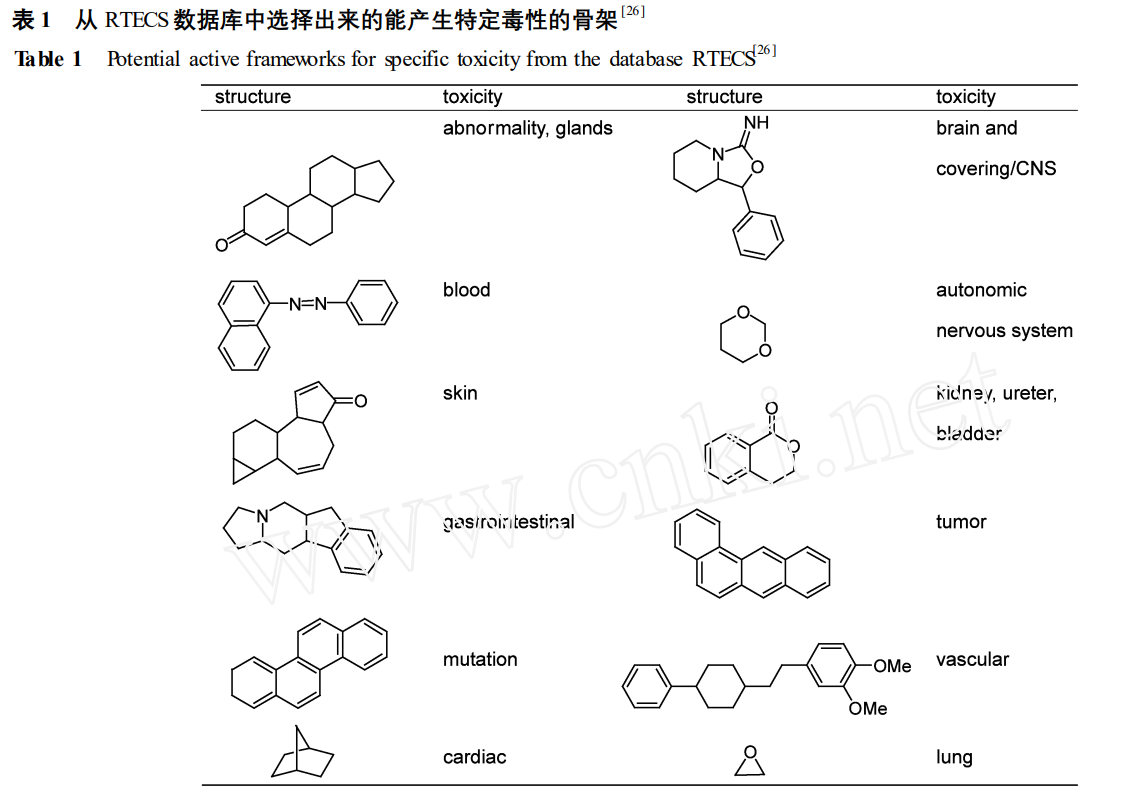 表 1 从 RTECS 数据库中选择出来的能产生特定毒性的骨架[26]
Table 1 Potential active frameworks for specific toxicity from the database RTECS[26]
structure toxicity structure toxicity
abnormality, glands
NH
N
O
brain and
covering/CNS
O
N=N
blood
O
O
autonomic
nervous system
O
skin
O
O
kidney, ureter,
bladder
N
gastrointestinal
tumor
mutation
OMe
OMe
vascular
cardiac
O
lung
www.cnki.net